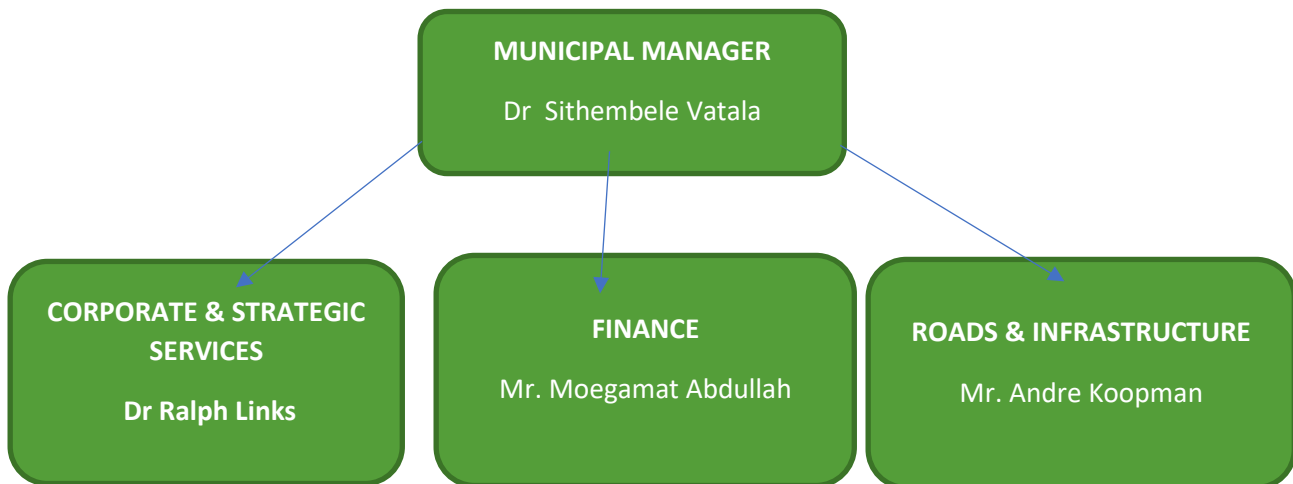 MUNICIPAL MANAGER
Dr  Sithembele Vatala
CORPORATE & STRATEGIC
SERVICES
Dr Ralph Links
FINANCE
Mr. Moegamat Abdullah
ROADS & INFRASTRUCTURE
Mr. Andre Koopman